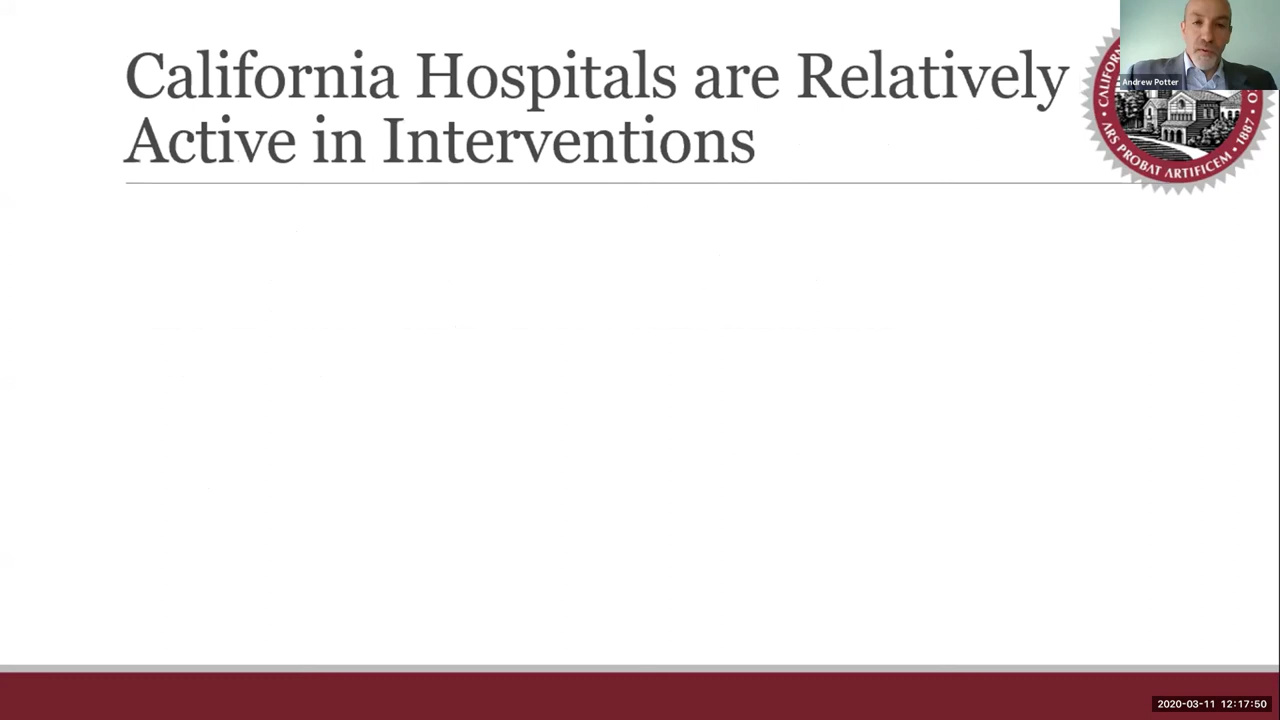 California Hospitals are Relatively
Active in Interventions
Andrew Potter
• CALIFOR
ARS PROBAT ARTIFICEM • 1887 •
2020-03-11 12:17:50